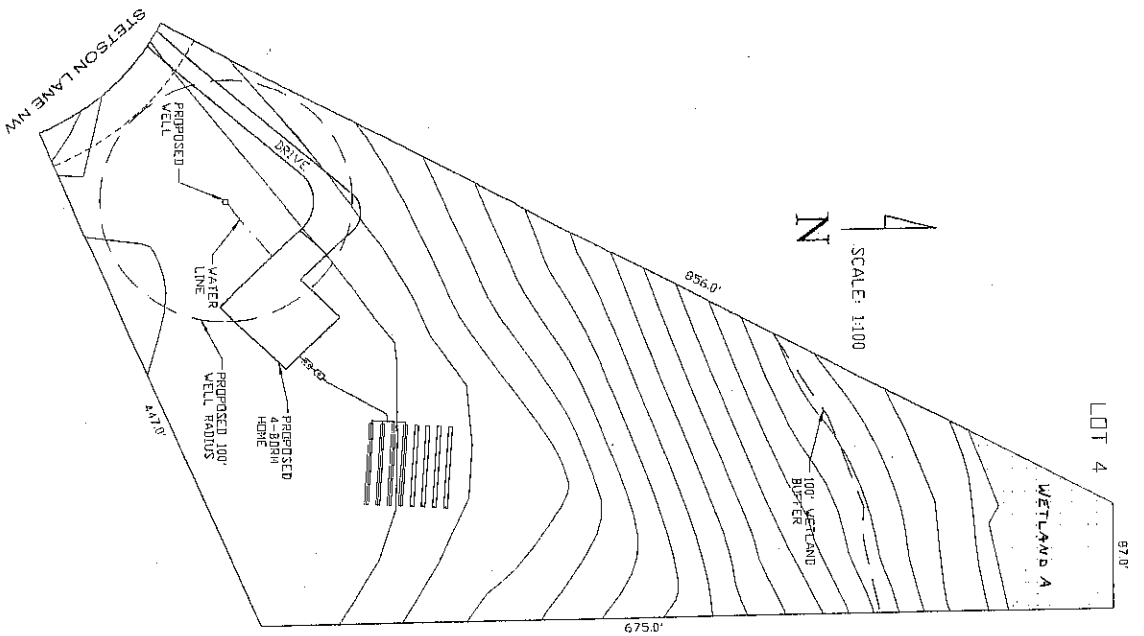 STETSON LANE NW
PROPOSED
WELL
DRIVE
WATER
LINE
PROPOSED 100'
WELL RADIUS
PROPOSED
4-BDRM
HOME
447.0'
856.0'
N
SCALE: 1:100
100' WETLAND
BUFFER
LOT 4
WETLAND A
87.0'
675.0'